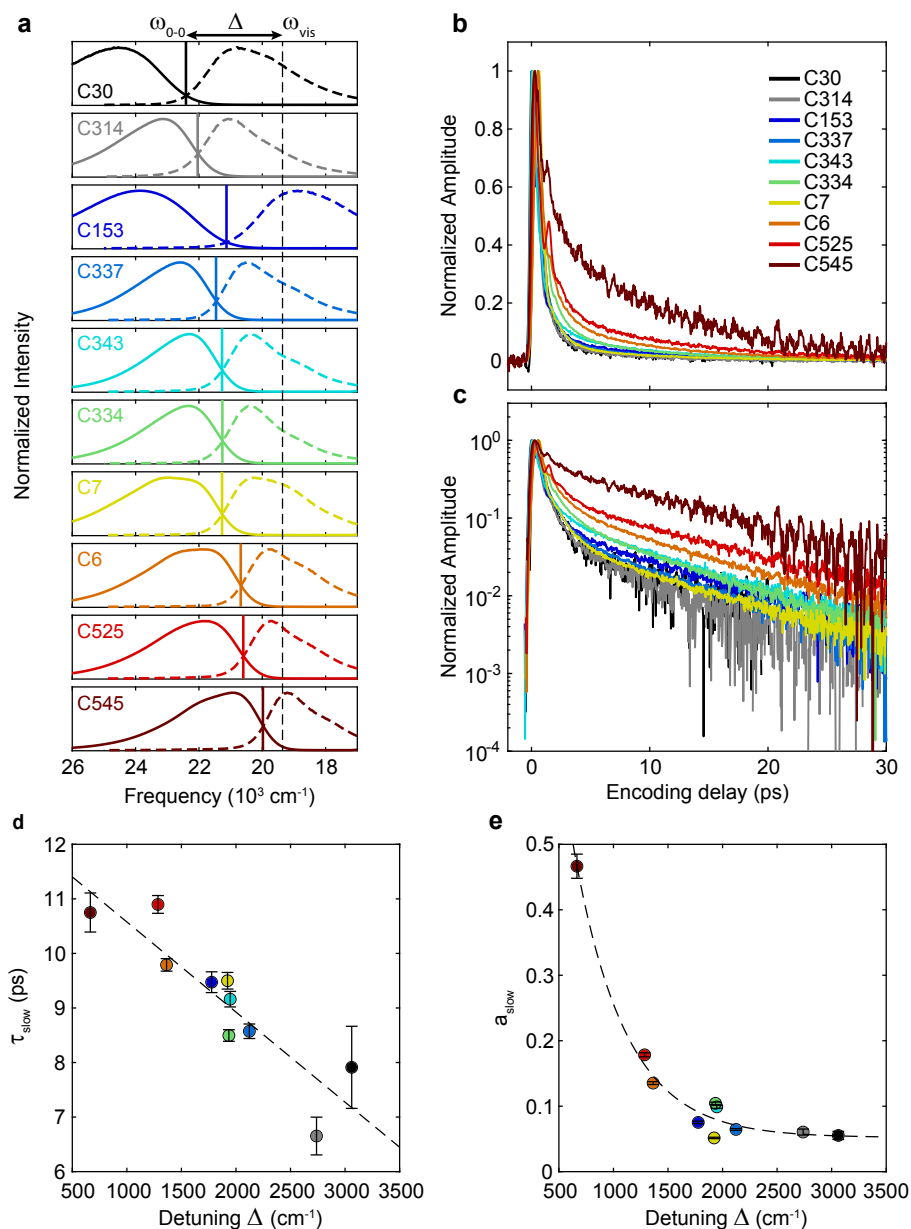 a
ω0-0
Δ
ωvis
C30
C314
C153
C337
C343
C334
C7
C6
C525
C545
Normalized Intensity
26 24 22 20 18
Frequency (10³ cm⁻¹)
b
1
0.8
0.6
0.4
0.2
0
Normalized Amplitude
C30
C314
C153
C337
C343
C334
C7
C6
C525
C545
c
10⁰
10⁻¹
10⁻²
10⁻³
10⁻⁴
Normalized Amplitude
0 10 20 30
Encoding delay (ps)
d
12
11
10
9
8
7
6
τslow (ps)
500 1000 1500 2000 2500 3000 3500
Detuning Δ (cm⁻¹)
e
0.5
0.4
0.3
0.2
0.1
0
aslow
500 1000 1500 2000 2500 3000 3500
Detuning Δ (cm⁻¹)